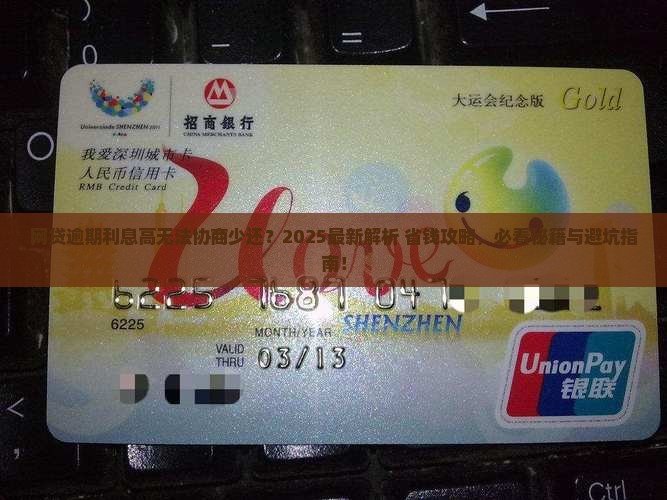 大运会纪念版 Gold
Universiade SHENZHEN 2011
招商银行
CHINA MERCHANTS BANK
我爱深圳城市卡
人民币信用卡
RMB Credit Card
U love
贷逾期利息高无法协商少还？2025最新解析 省钱攻略，必看秘籍与避坑指
南！
6225 7687 047
6225
SHENZHEN
MONTH/YEAR
VALID
THRU
03/13
UnionPay
银联
Ctrl